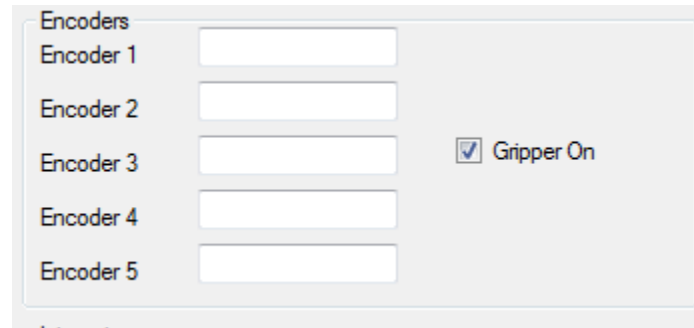 Encoders
Encoder 1
Encoder 2
Encoder 3
Gripper On
Encoder 4
Encoder 5